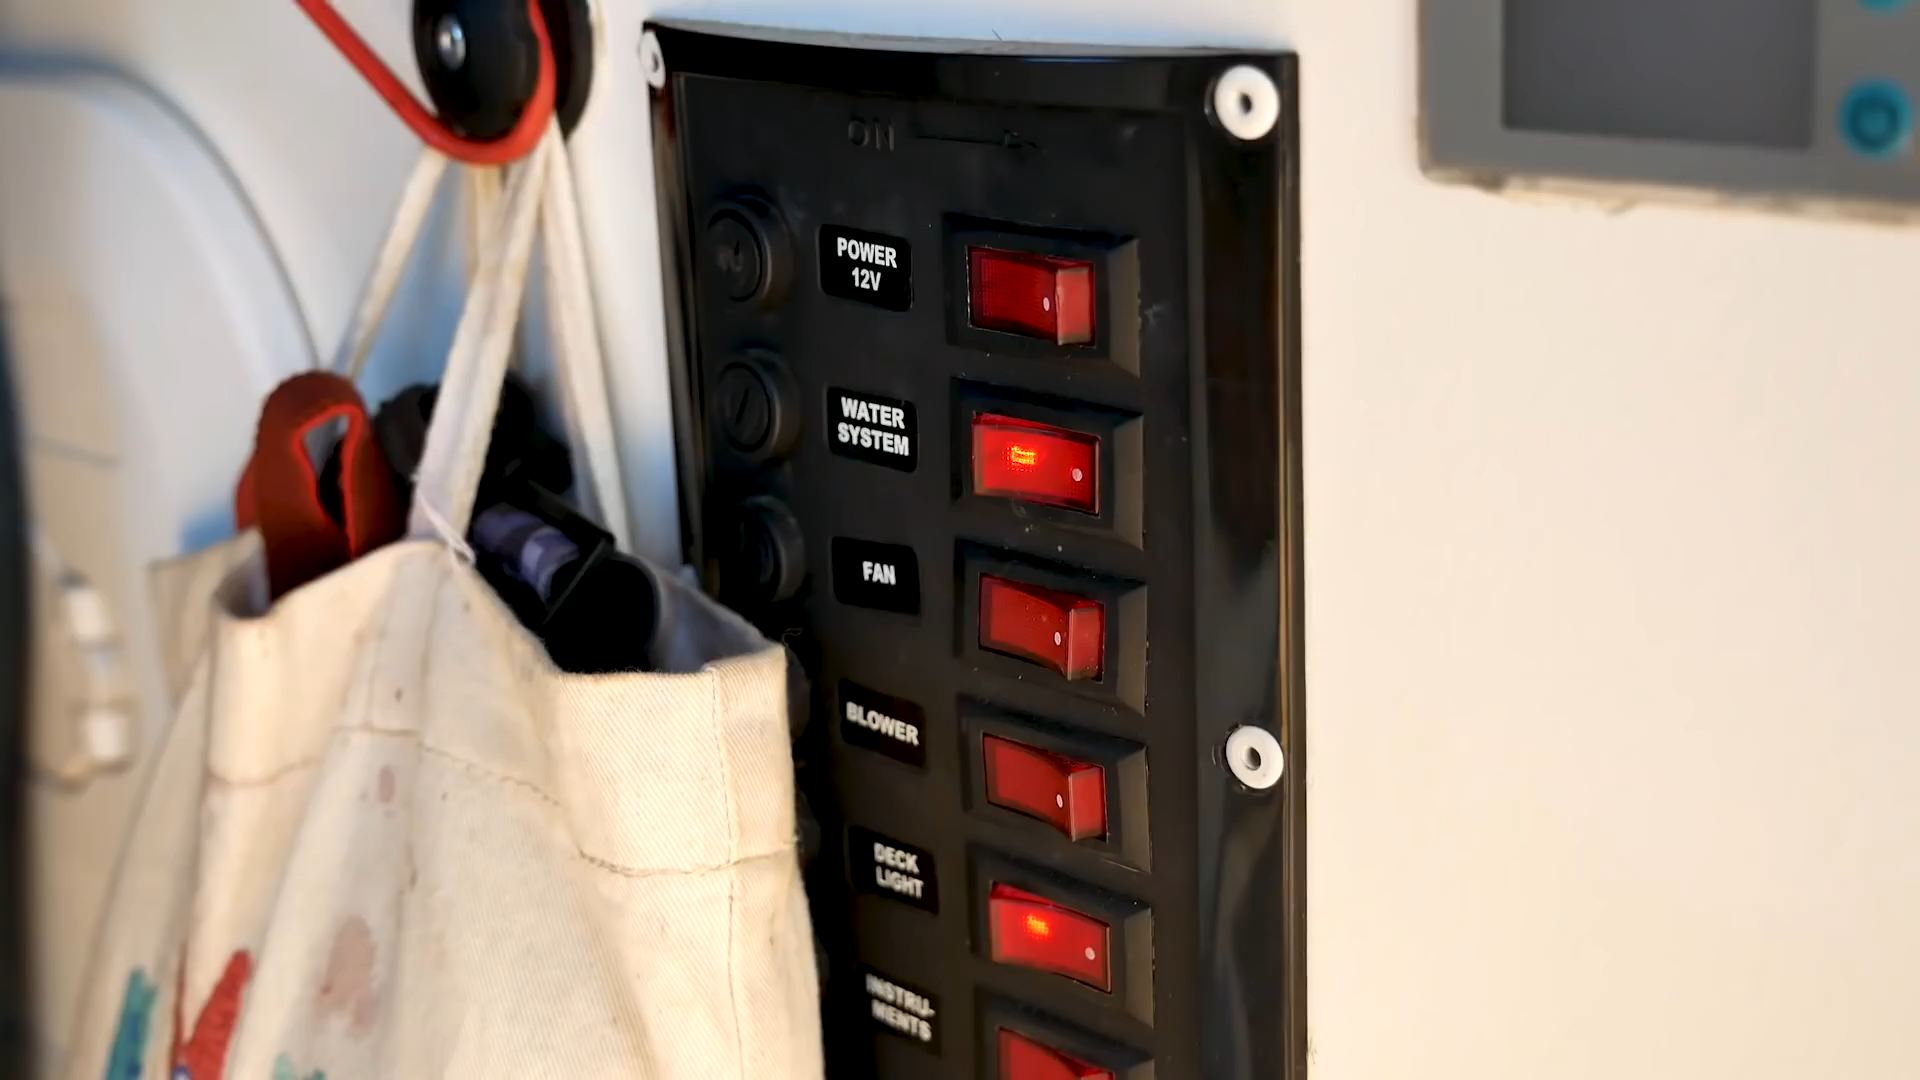 ON
POWER
12V
WATER
SYSTEM
FAN
BLOWER
DECK
LIGHT
INSTRU-
MENTS